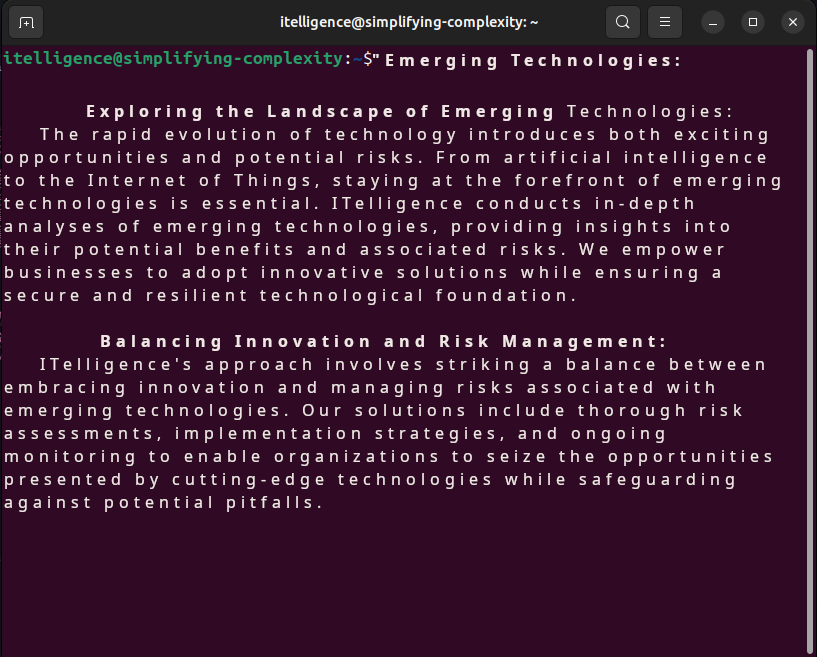 itelligence@simplifying-complexity: ~
itelligence@simplifying-complexity:~$"Emerging Technologies:
Exploring the Landscape of Emerging Technologies:
The rapid evolution of technology introduces both exciting
opportunities and potential risks. From artificial intelligence
to the Internet of Things, staying at the forefront of emerging
technologies is essential. ITelligence conducts in-depth
analyses of emerging technologies, providing insights into
their potential benefits and associated risks. We empower
businesses to adopt innovative solutions while ensuring a
secure and resilient technological foundation.
Balancing Innovation and Risk Management:
ITelligence's approach involves striking a balance between
embracing innovation and managing risks associated with
emerging technologies. Our solutions include thorough risk
assessments, implementation strategies, and ongoing
monitoring to enable organizations to seize the opportunities
presented by cutting-edge technologies while safeguarding
against potential pitfalls.